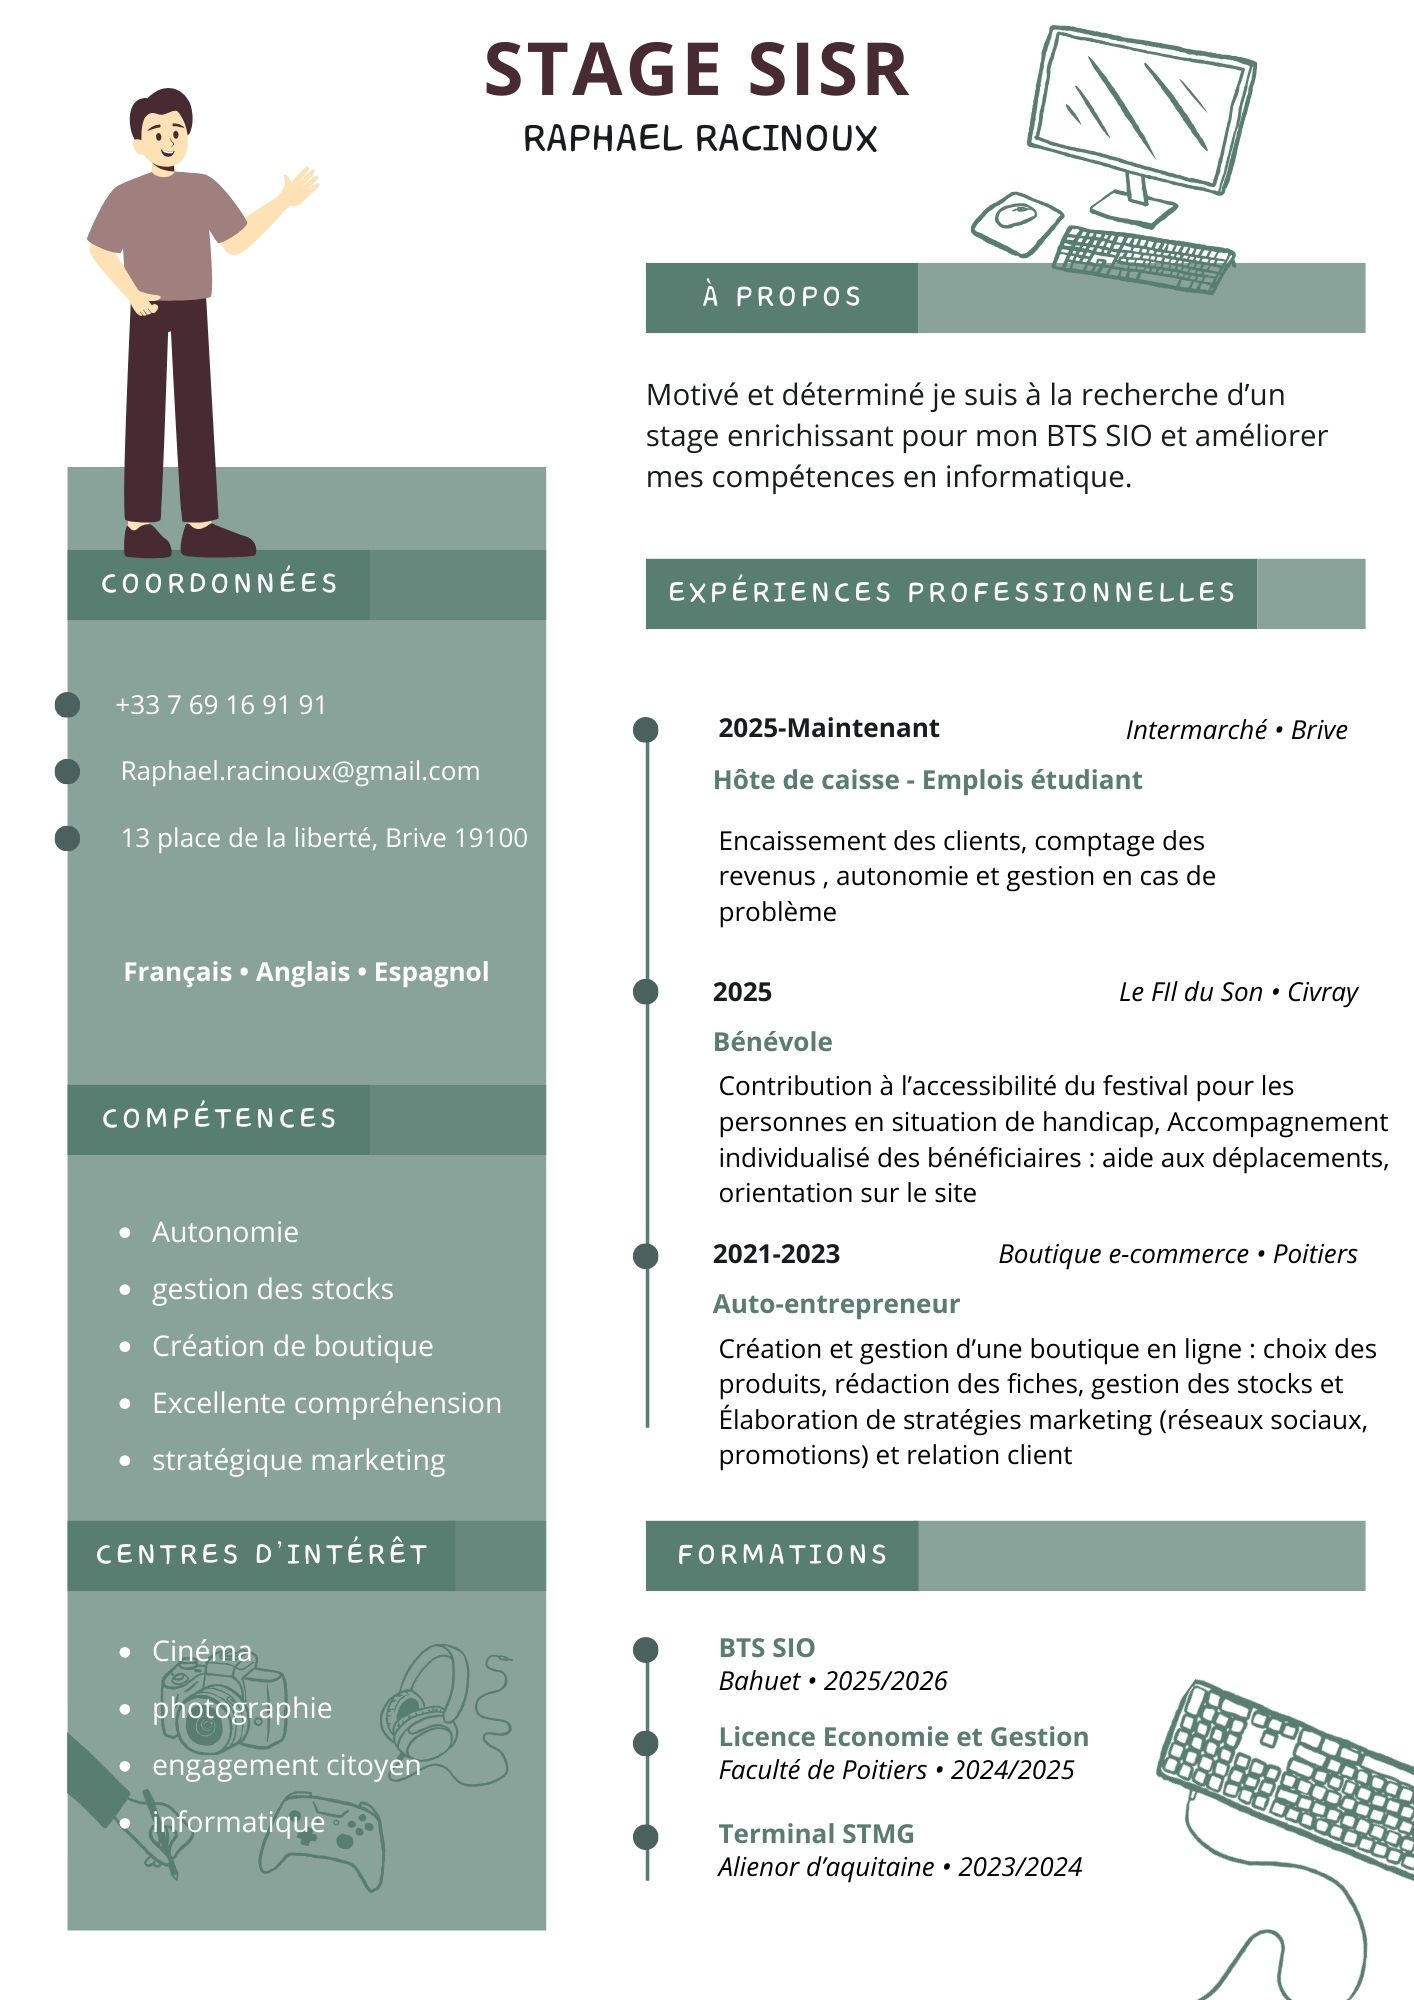 STAGE SISR
RAPHAEL RACINOUX
À PROPOS
Motivé et déterminé je suis à la recherche d’un
stage enrichissant pour mon BTS SIO et améliorer
mes compétences en informatique.
COORDONNÉES
+33 7 69 16 91 91
Raphael.racinoux@gmail.com
13 place de la liberté, Brive 19100
Français • Anglais • Espagnol
COMPÉTENCES
• Autonomie
• gestion des stocks
• Création de boutique
• Excellente compréhension
• stratégique marketing
CENTRES D’INTÉRÊT
• Cinéma
• photographie
• engagement citoyen
• informatique
EXPÉRIENCES PROFESSIONNELLES
2025-Maintenant Intermarché • Brive
Hôte de caisse - Emplois étudiant
Encaissement des clients, comptage des
revenus , autonomie et gestion en cas de
problème
2025 Le FIl du Son • Civray
Bénévole
Contribution à l’accessibilité du festival pour les
personnes en situation de handicap, Accompagnement
individualisé des bénéficiaires : aide aux déplacements,
orientation sur le site
2021-2023 Boutique e-commerce • Poitiers
Auto-entrepreneur
Création et gestion d’une boutique en ligne : choix des
produits, rédaction des fiches, gestion des stocks et
Élaboration de stratégies marketing (réseaux sociaux,
promotions) et relation client
FORMATIONS
BTS SIO
Bahuet • 2025/2026
Licence Economie et Gestion
Faculté de Poitiers • 2024/2025
Terminal STMG
Alienor d’aquitaine • 2023/2024